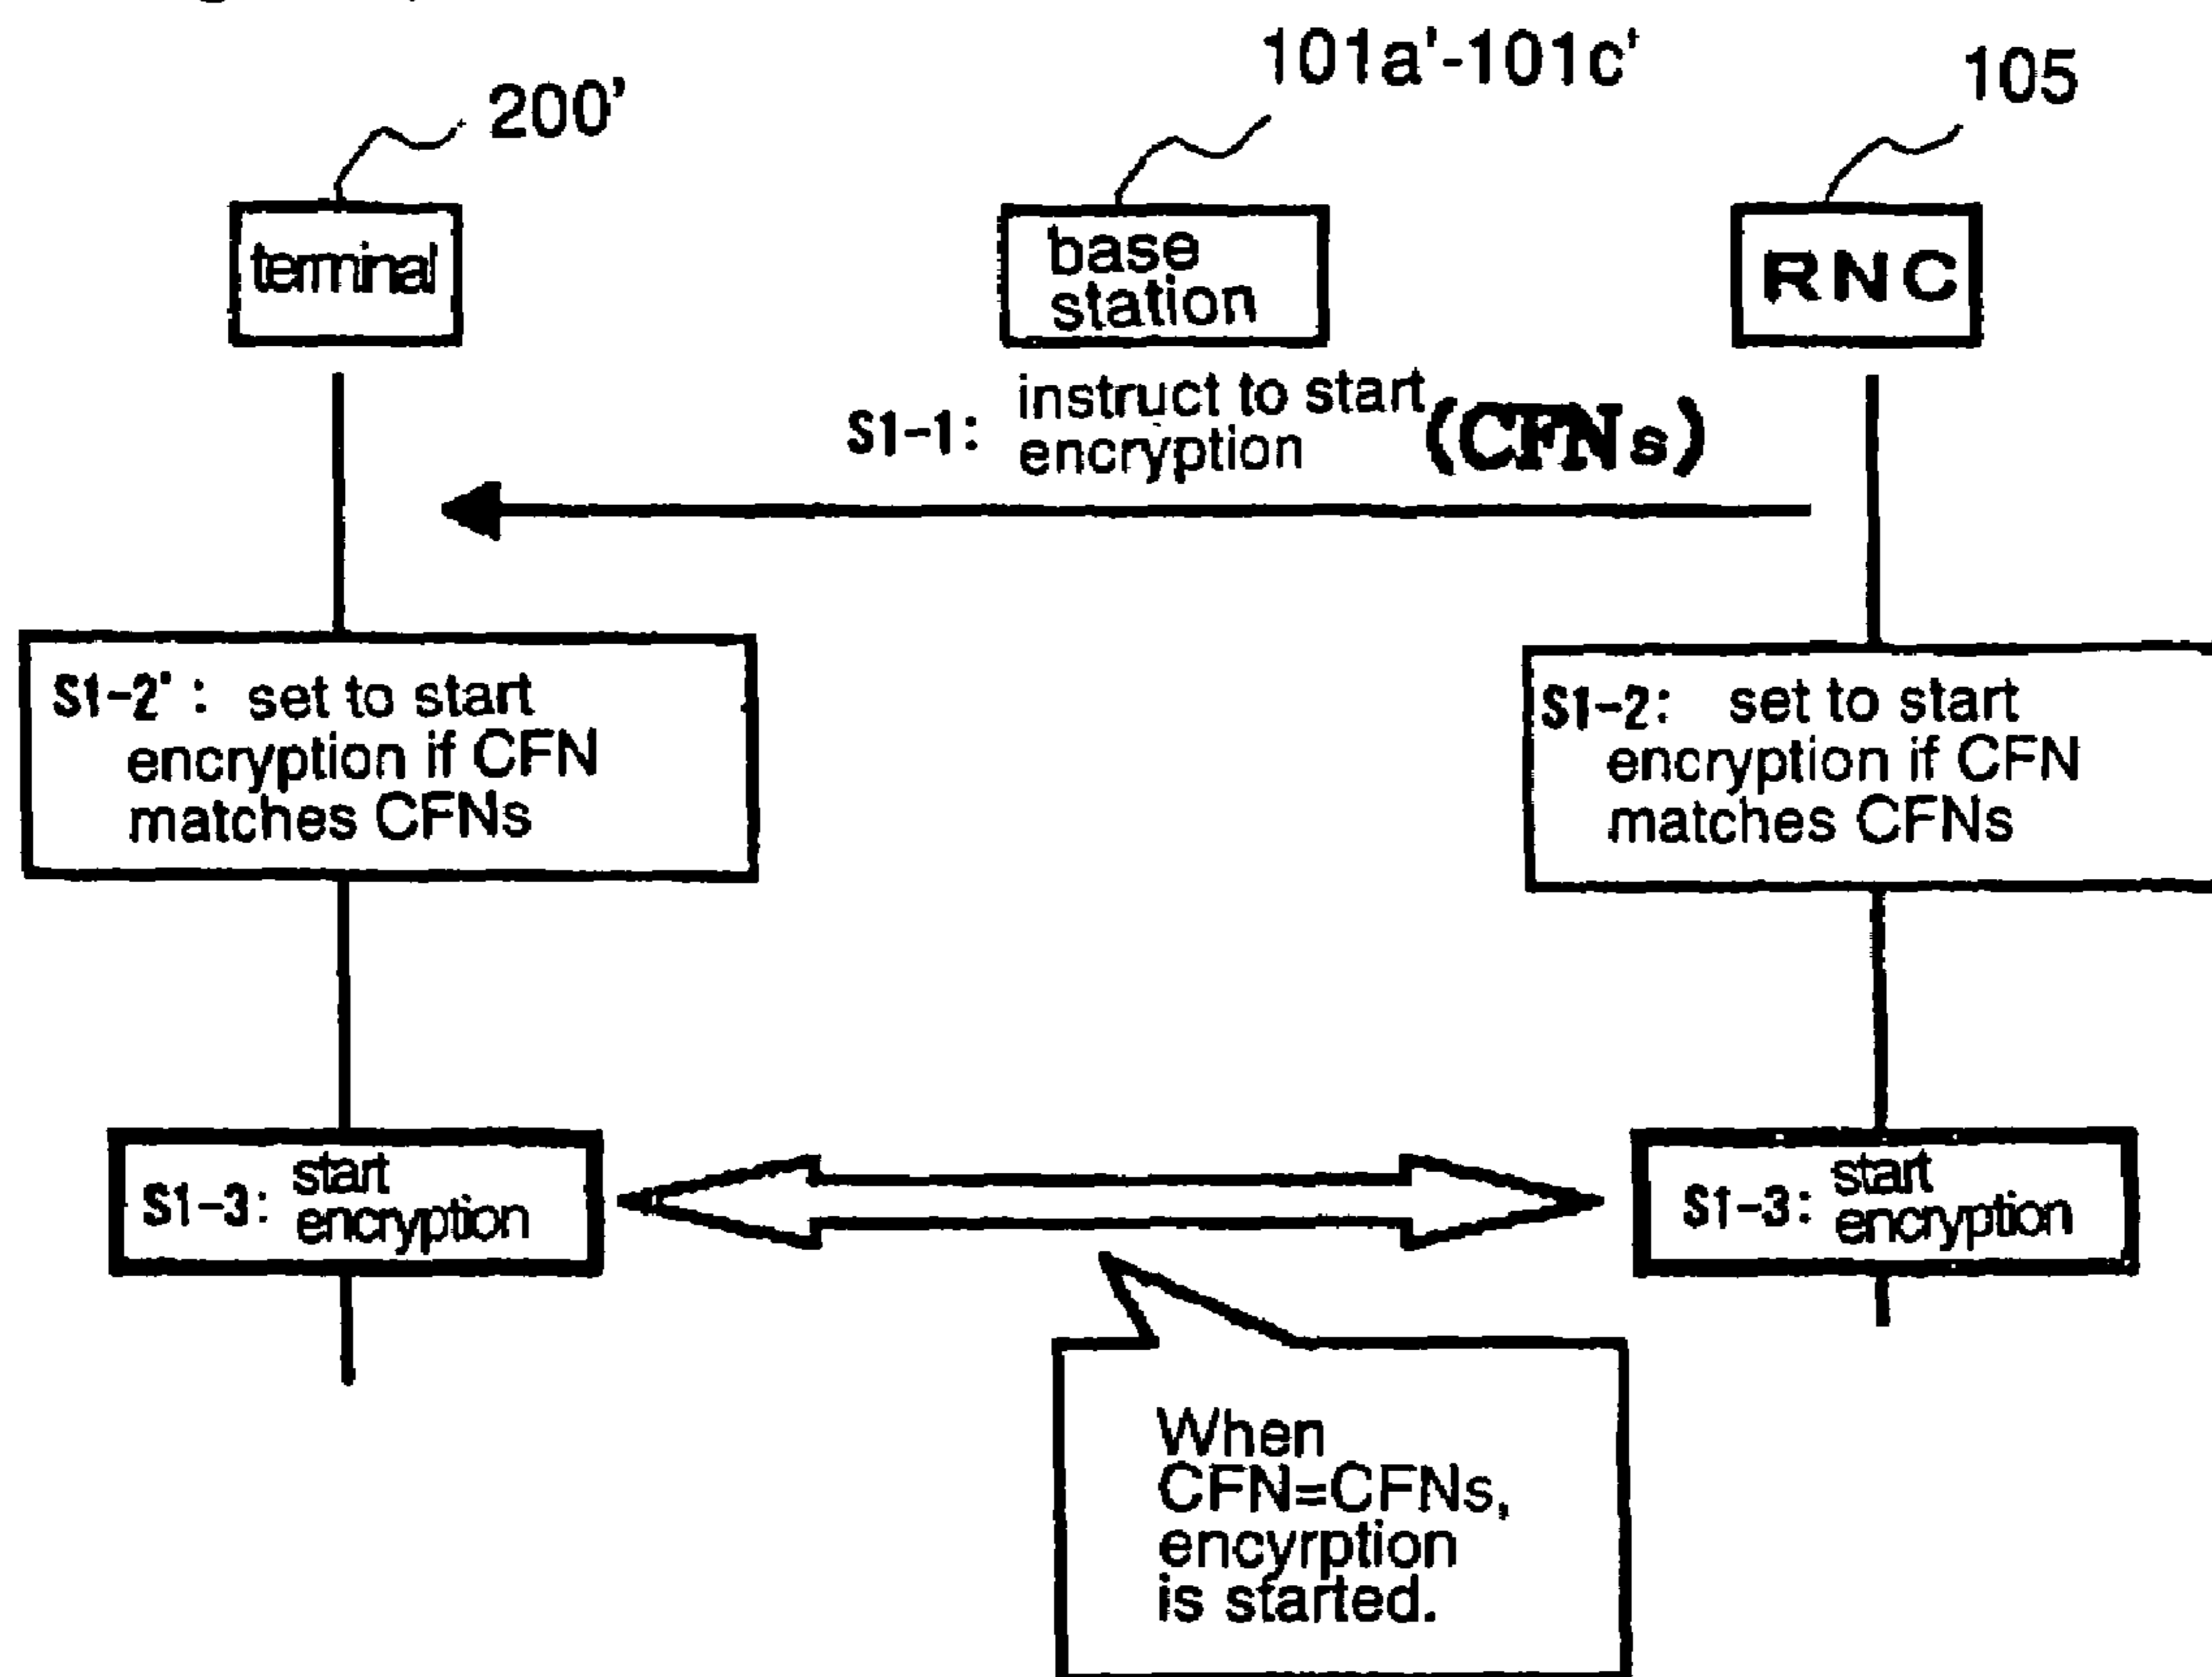 200'
101a'-101c'
105
terminal
base
station
RNC
S1-1: instruct to start
encryption (CFNs)
S1-2': set to start
encryption if CFN
matches CFNs
S1-2: set to start
encryption if CFN
matches CFNs
S1-3: start
encryption
S1-3: start
encryption
When
CFN=CFNs,
encyrption
is started.